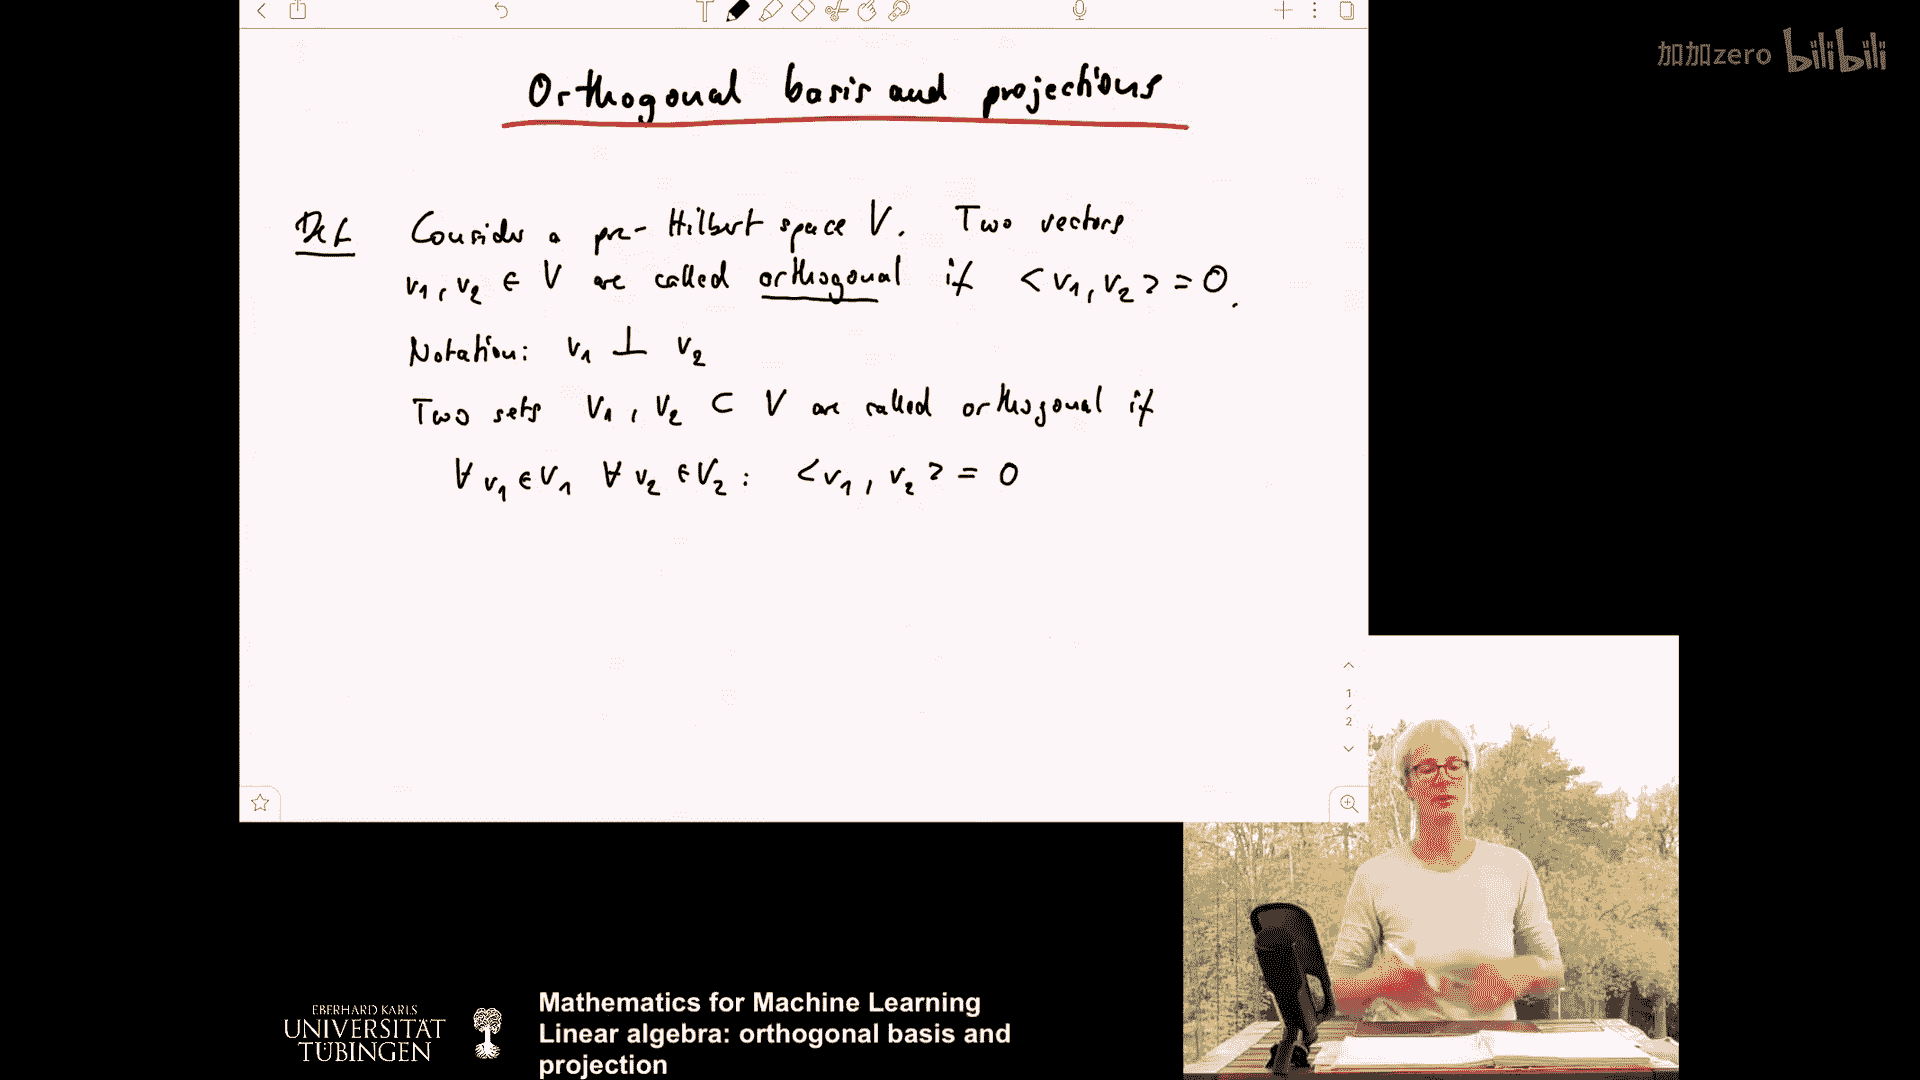 加加zero bilibili
Orthogonal basis and projections
Def Consider a pre-Hilbert space V. Two vectors
v₁, v₂ ∈ V are called orthogonal if <v₁, v₂> = 0.
Notation: v₁ ⊥ v₂
Two sets V₁, V₂ ⊂ V are called orthogonal if
∀ v₁ ∈ V₁ ∀ v₂ ∈ V₂: <v₁, v₂> = 0
1
/
2
EBERHARD KARLS
UNIVERSITÄT
TÜBINGEN
Mathematics for Machine Learning
Linear algebra: orthogonal basis and
projection